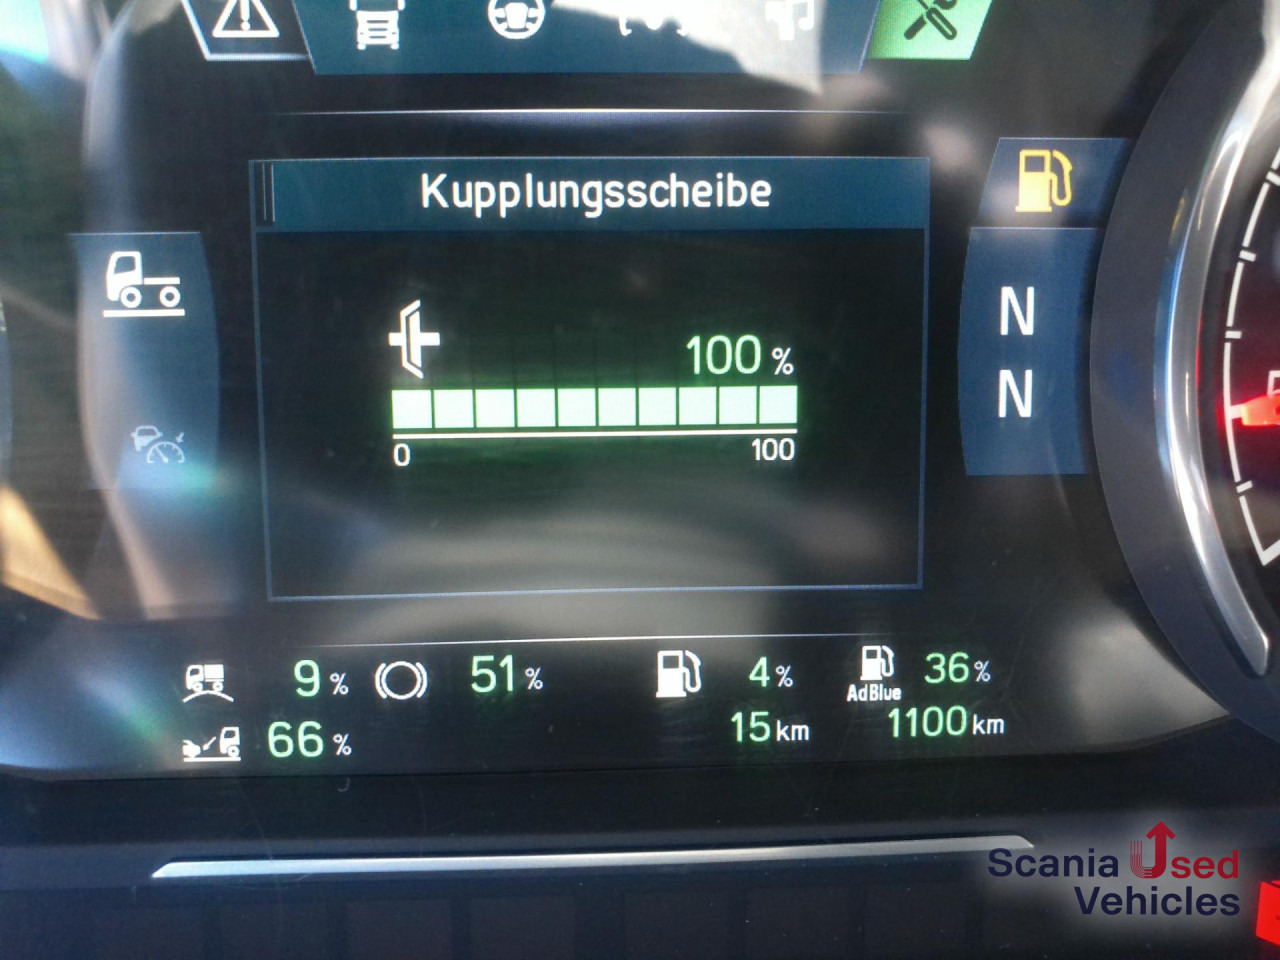 Kupplungsscheibe
N
N
100 %
0 100
9 % 51 % 4 % 36 %
AdBlue
66 % 15 km 1100 km
Scania Used
Vehicles